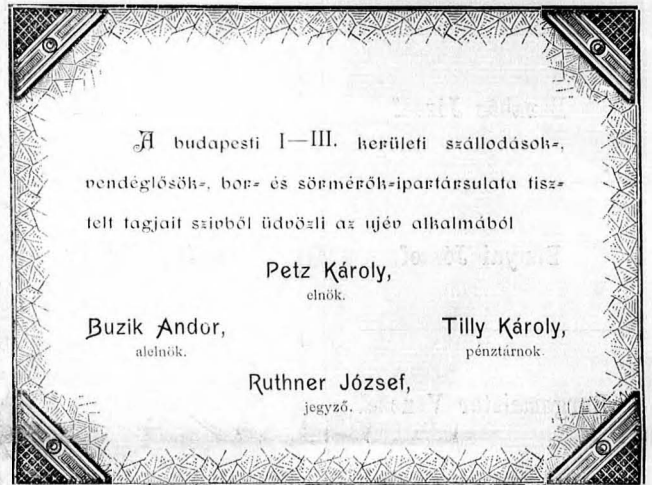 A budapesti I—III. kerületi szállodások-,
vendéglősök-, bor- és sörmérők-ipartársulata tisz-
telt tagjait szivből üdvözli az ujév alkalmából
Petz Károly,
elnök.
Buzik Andor,
alelnök.
Tilly Károly,
pénztárnok.
Ruthner József,
jegyző.